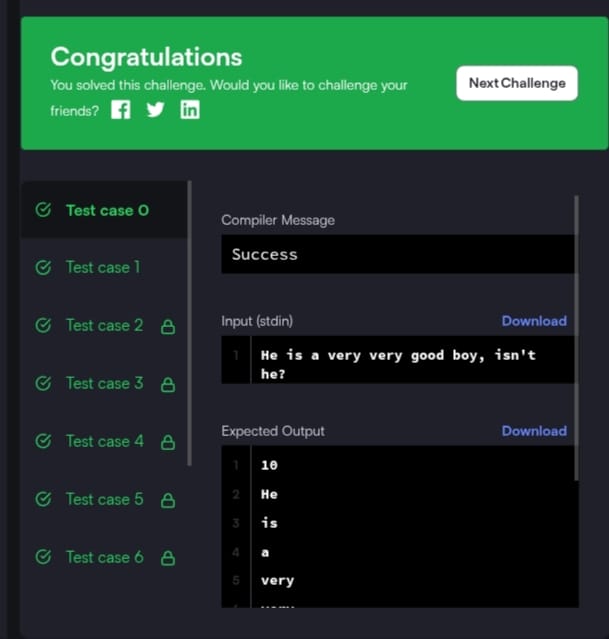 Congratulations
You solved this challenge. Would you like to challenge your
friends?
Next Challenge
Test case 0
Test case 1
Test case 2
Test case 3
Test case 4
Test case 5
Test case 6
Compiler Message
Success
Input (stdin)
Download
1 He is a very very good boy, isn't
he?
Expected Output
Download
1 10
2 He
3 is
4 a
5 very